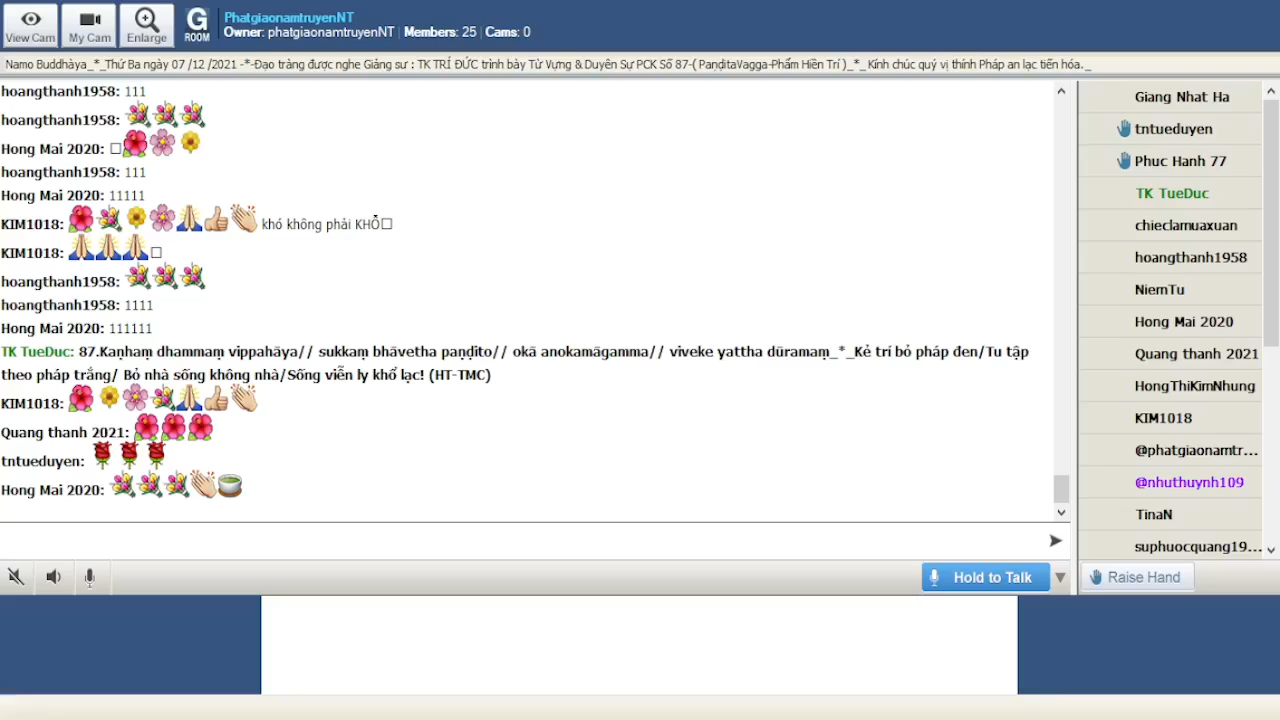 View Cam
My Cam
Enlarge
G
ROOM
PhatgiaonamtruyenNT
Owner: phatgiaonamtruyenNT | Members: 25 | Cams: 0
Namo Buddhàya_*_Thứ Ba ngày 07 /12 /2021 -*-Đạo tràng được nghe Giảng sư : TK TRÍ ĐỨC trình bày Từ Vựng & Duyên Sự PCK Số 87-( PaṇḍitaVagga-Phẩm Hiền Trí )_*_ Kính chúc quý vị thính Pháp an lạc tiến hóa._
hoangthanh1958: 111
hoangthanh1958:
Hong Mai 2020:
hoangthanh1958: 111
Hong Mai 2020: 11111
KIM1018: khó không phải KHỔ
KIM1018:
hoangthanh1958:
hoangthanh1958: 1111
Hong Mai 2020: 111111
TK TueDuc: 87.Kaṇhaṃ dhammaṃ vippahāya// sukkaṃ bhāvetha paṇḍito// okā anokamāgamma// viveke yattha dūramaṃ_*_Kẻ trí bỏ pháp đen/Tu tập
theo pháp trắng/ Bỏ nhà sống không nhà/Sống viễn ly khổ lạc! (HT-TMC)
KIM1018:
Quang thanh 2021:
tntueduyen:
Hong Mai 2020:
Hold to Talk
Giang Nhat Ha
tntueduyen
Phuc Hanh 77
TK TueDuc
chieclamuaxuan
hoangthanh1958
NiemTu
Hong Mai 2020
Quang thanh 2021
HongThiKimNhung
KIM1018
@phatgiaonamtr...
@nhuthuynh109
TinaN
suphuocquang19...
Raise Hand